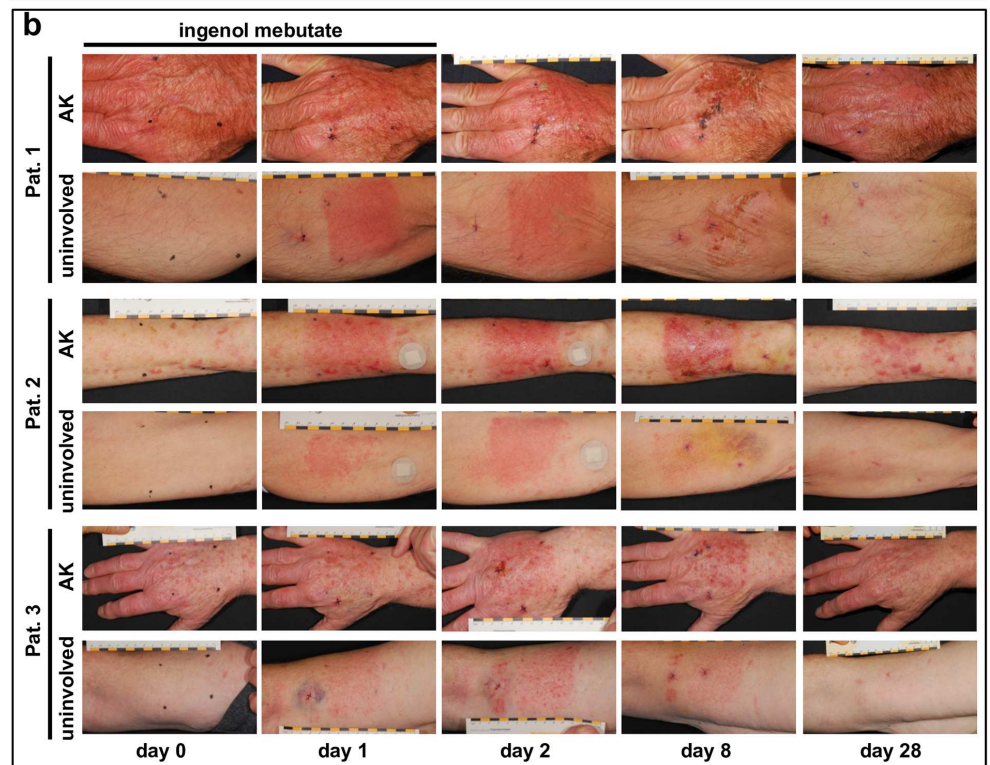 b
ingenol mebutate
Pat. 1
AK
uninvolved
Pat. 2
AK
uninvolved
Pat. 3
AK
uninvolved
day 0
day 1
day 2
day 8
day 28